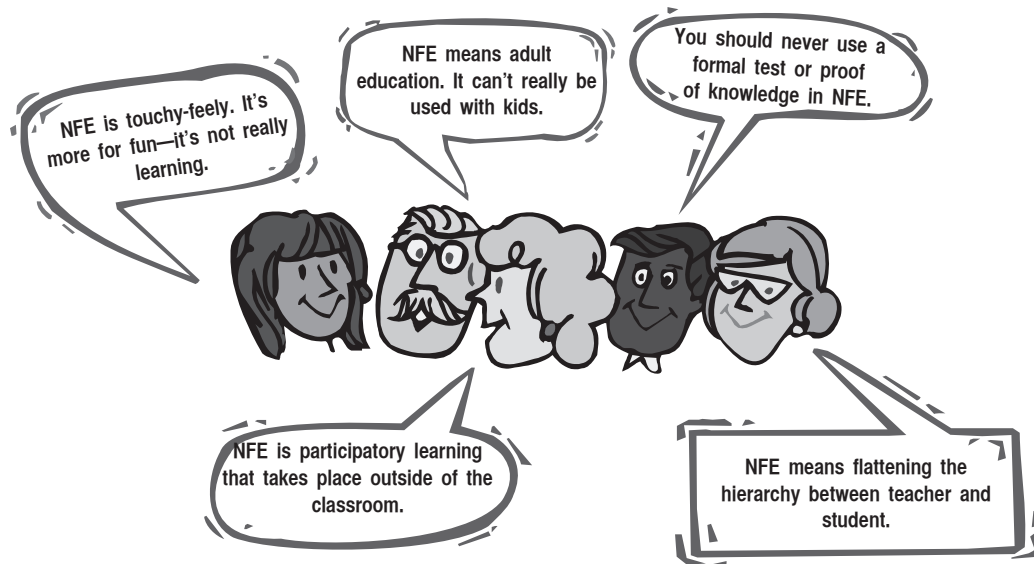 NFE is touchy-feely. It's
more for fun—it's not really
learning.
NFE means adult
education. It can't really be
used with kids.
You should never use a
formal test or proof
of knowledge in NFE.
NFE is participatory learning
that takes place outside of the
classroom.
NFE means flattening the
hierarchy between teacher and
student.